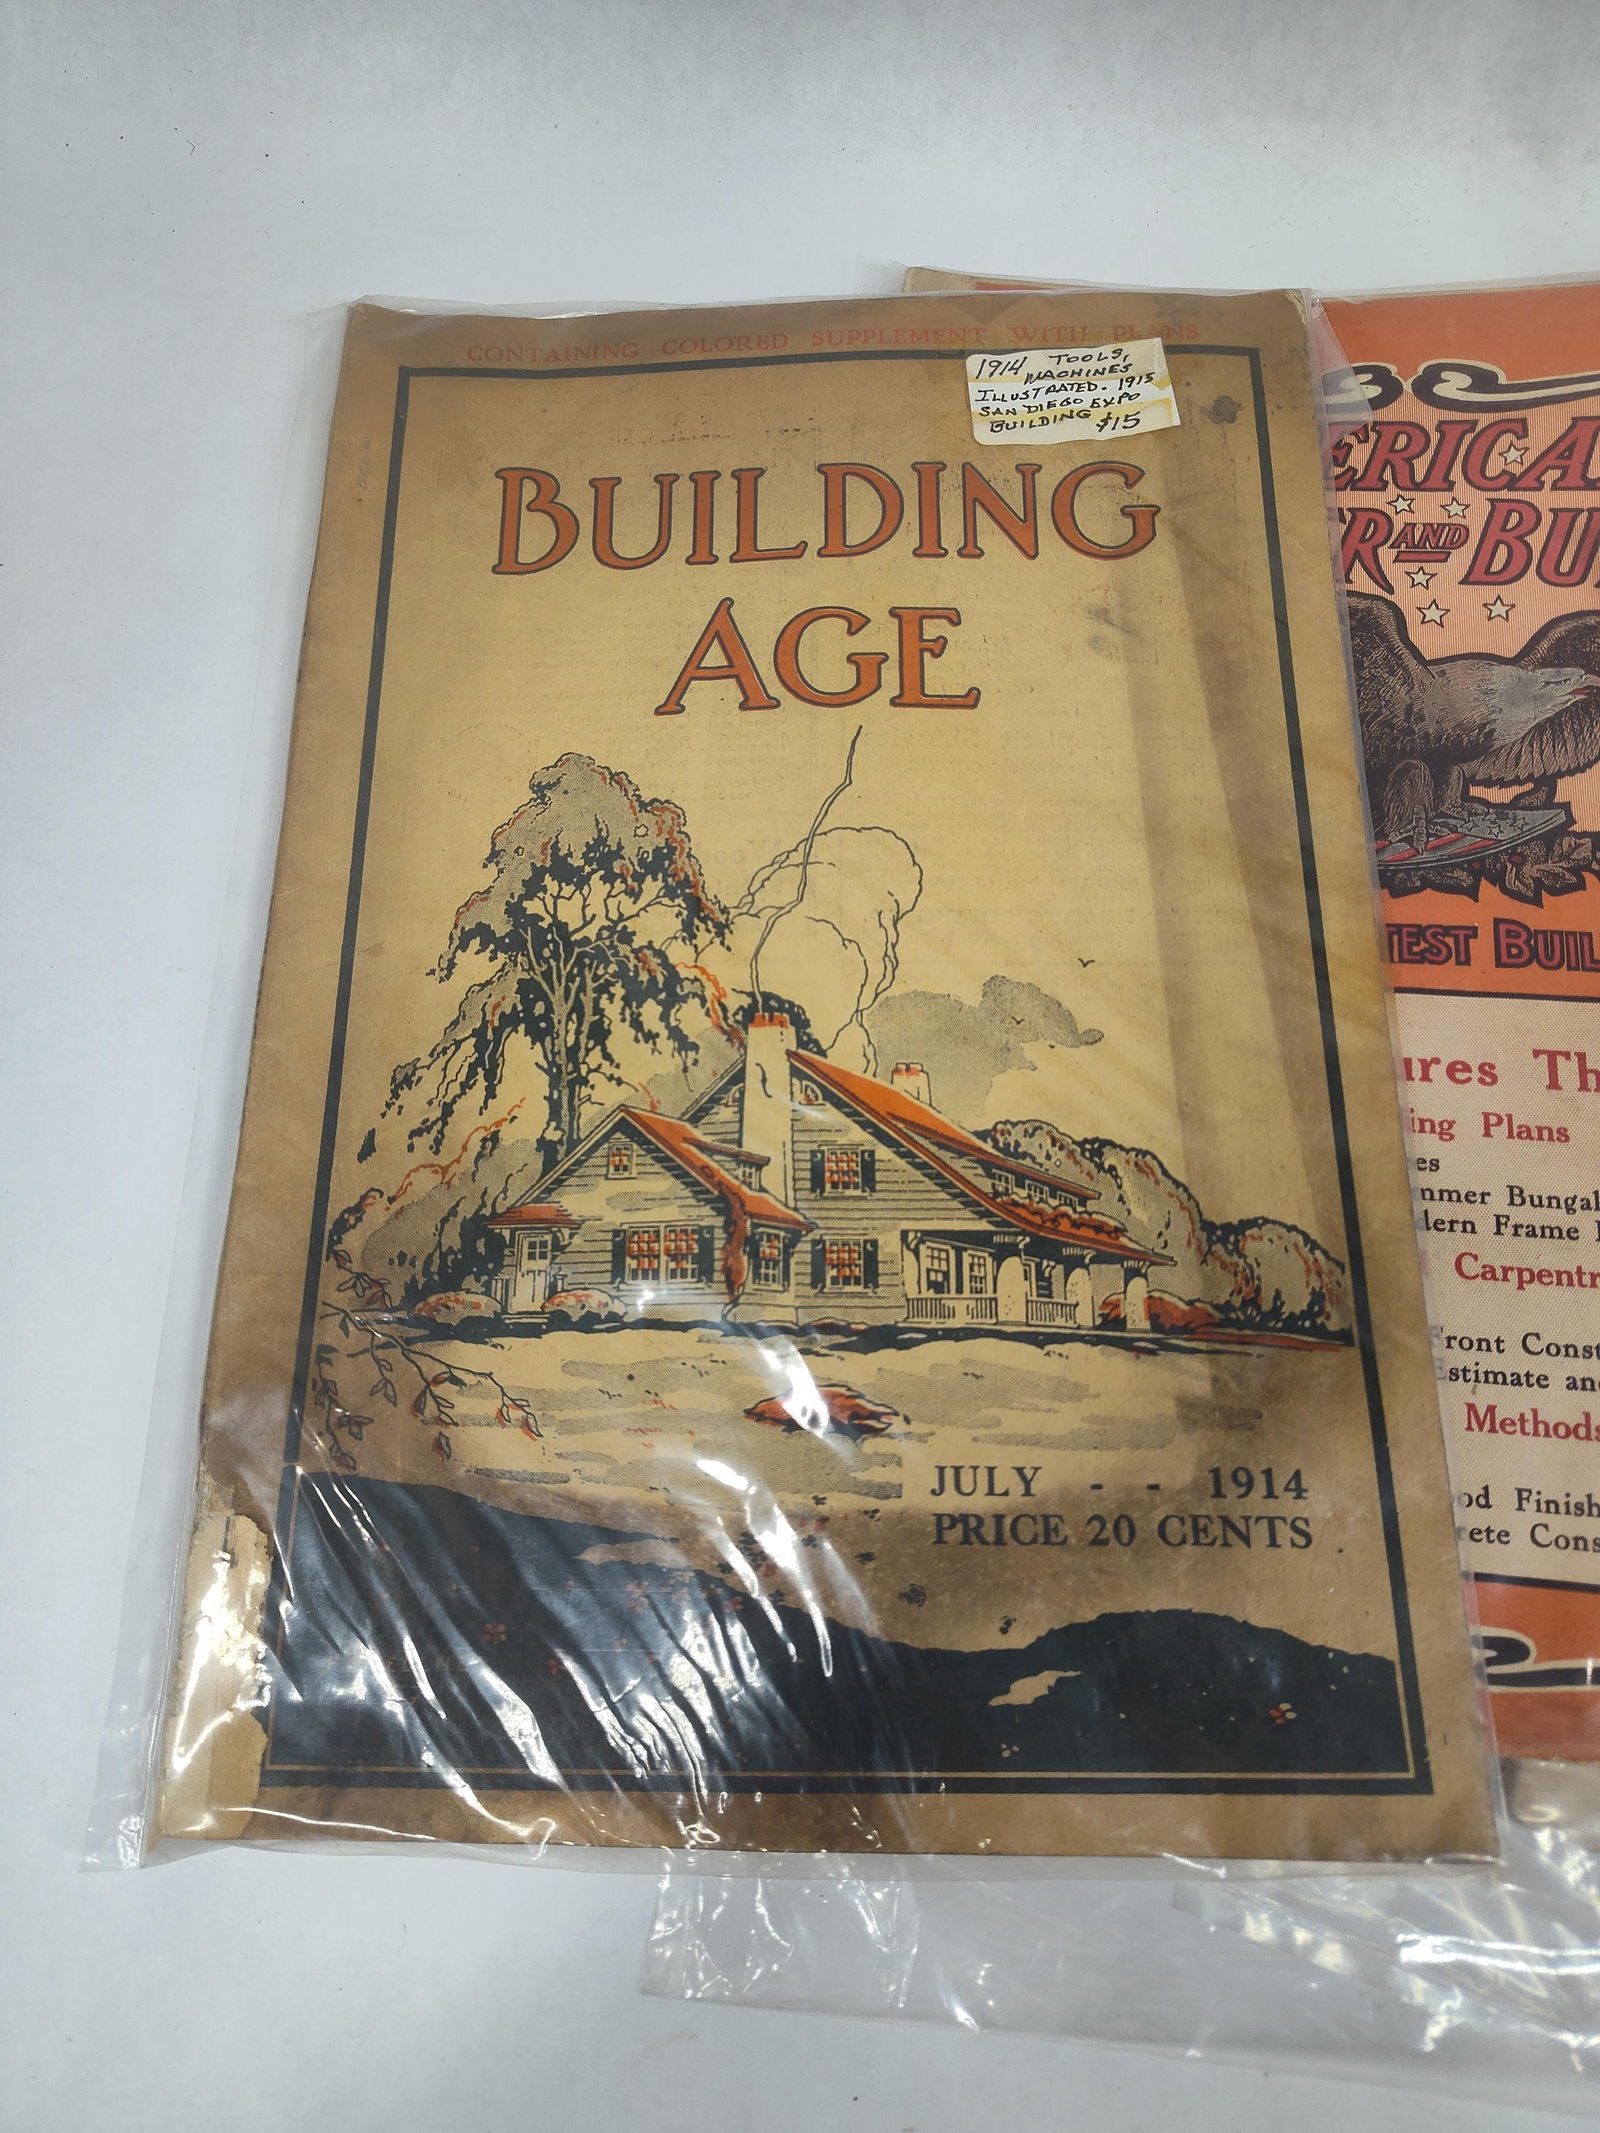 CONTAINING COLORED SUPPLEMENT WITH PLANS
1914 TOOLS,
MACHINES
ILLUSTRATED. 1915
SAN DIEGO EXPO
BUILDING $15
BUILDING
AGE
JULY - - 1914
PRICE 20 CENTS
ERICA
R AND BU
TEST BUIL
ures Th
ing Plans
es
mmer Bungal
dern Frame
Carpentr
Front Const
Estimate an
Methods
od Finish
rete Cons